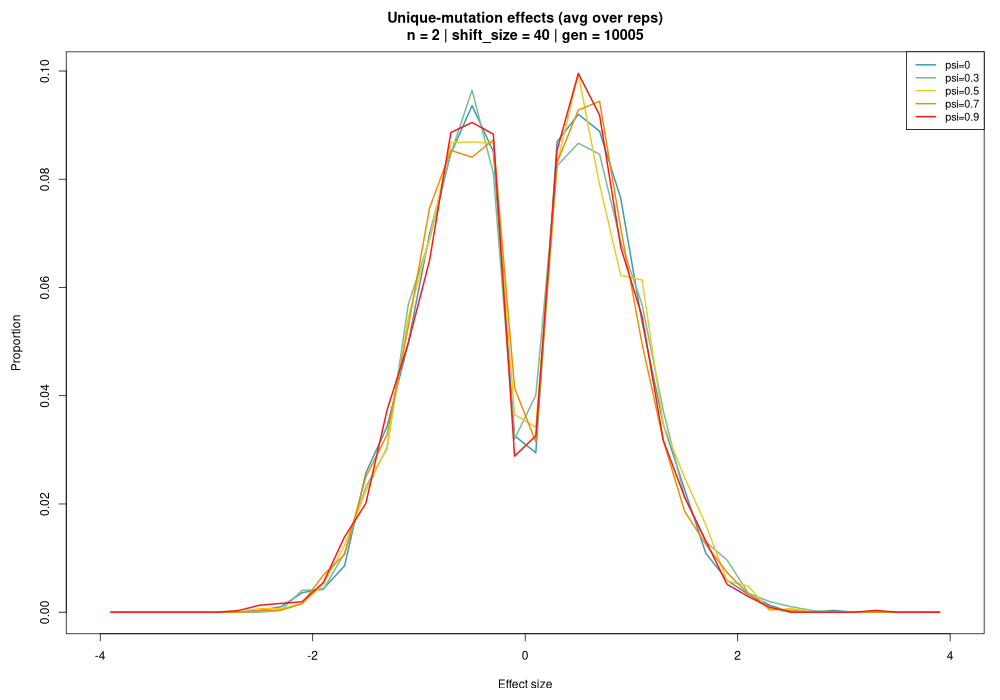 Unique-mutation effects (avg over reps)
n = 2 | shift_size = 40 | gen = 10005
psi=0
psi=0.3
psi=0.5
psi=0.7
psi=0.9
Proportion
0.10
0.08
0.06
0.04
0.02
0.00
-4
-2
0
2
4
Effect size